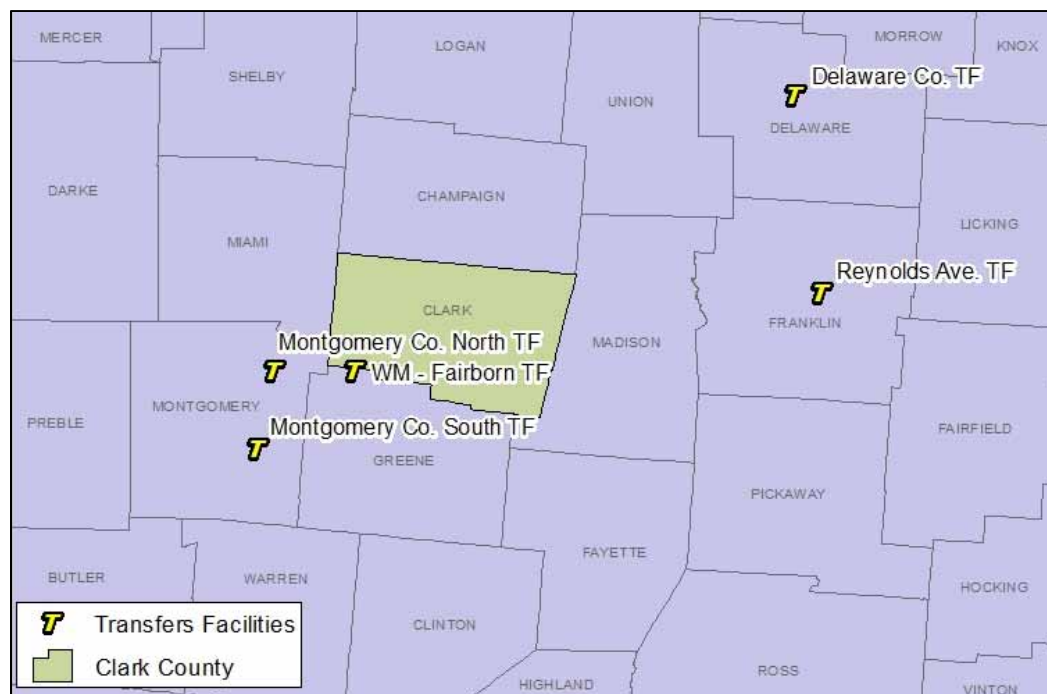 MERCER
LOGAN
MORROW
KNOX
SHELBY
Delaware Co. TF
UNION
DELAWARE
DARKE
CHAMPAIGN
LICKING
MIAMI
Reynolds Ave. TF
CLARK
FRANKLIN
Montgomery Co. North TF
MADISON
WM - Fairborn TF
MONTGOMERY
PREBLE
Montgomery Co. South TF
FAIRFIELD
GREENE
PICKAWAY
FAYETTE
BUTLER
WARREN
HOCKING
CLINTON
Transfers Facilities
Clark County
ROSS
HIGHLAND
VINTON